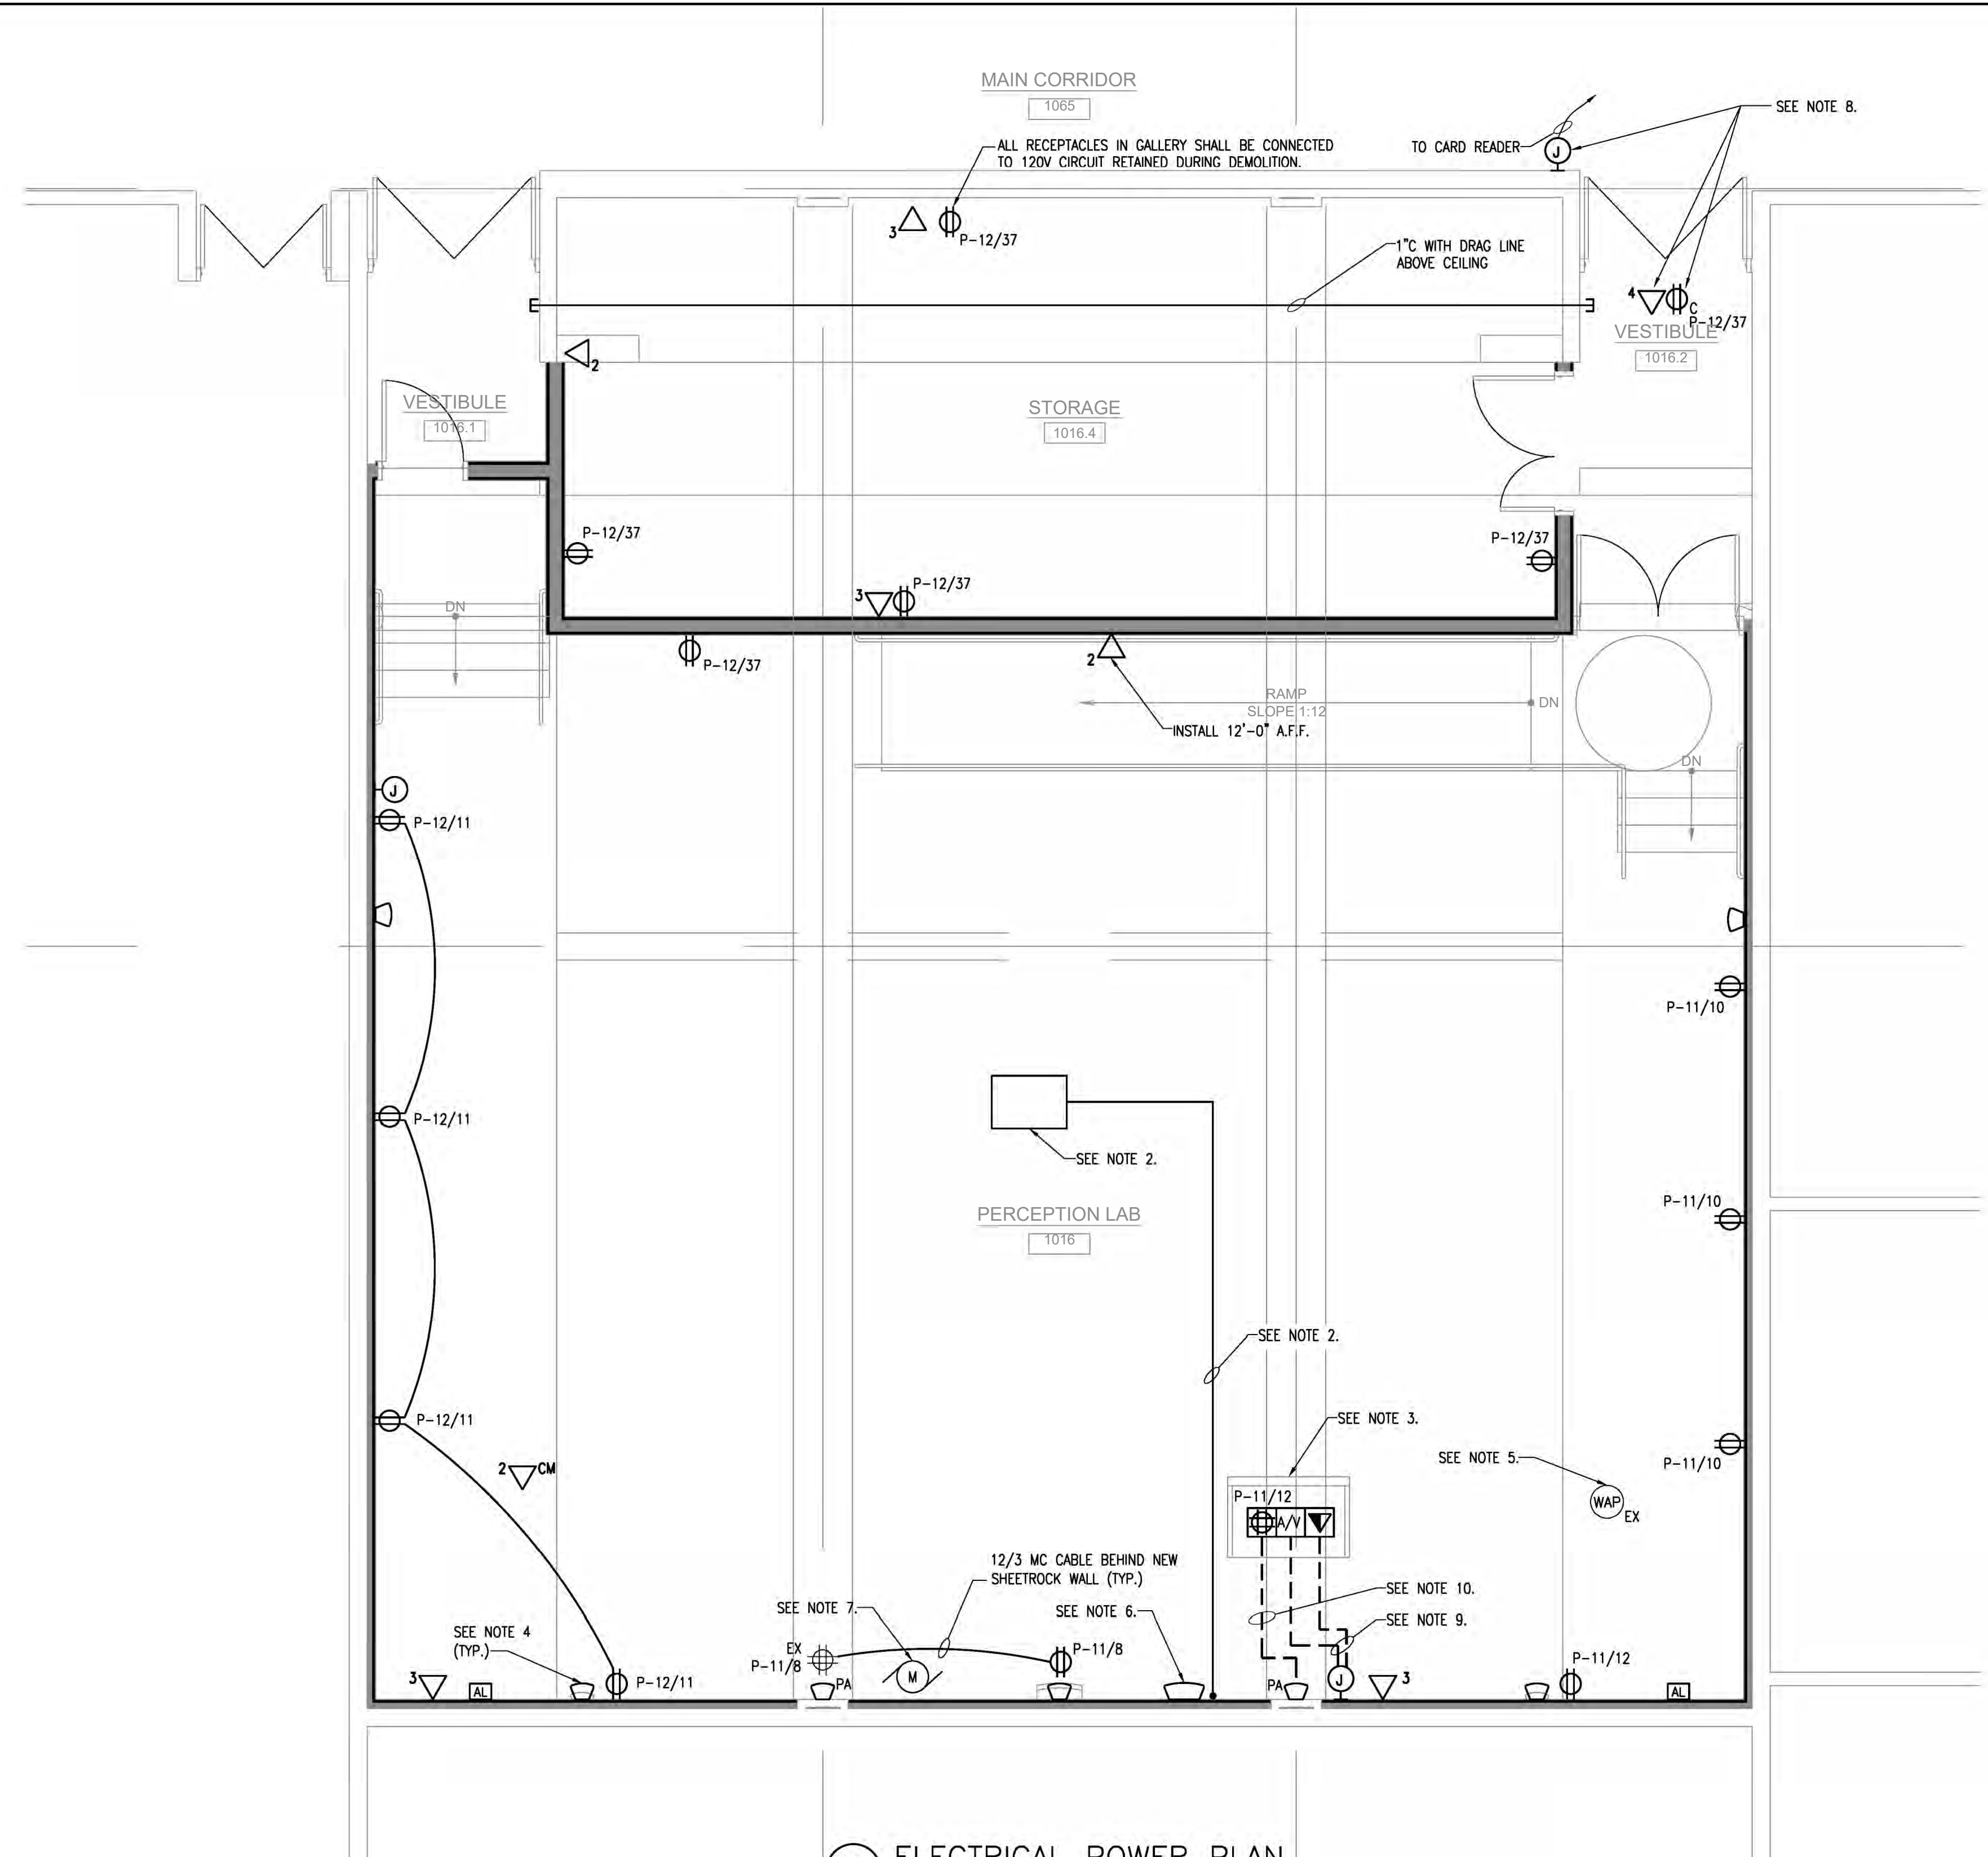 MAIN CORRIDOR
1065
SEE NOTE 8.
ALL RECEPTACLES IN GALLERY SHALL BE CONNECTED
TO 120V CIRCUIT RETAINED DURING DEMOLITION.
TO CARD READER
J
3
P-12/37
1"C WITH DRAG LINE
ABOVE CEILING
4
C
P-12/37
VESTIBULE
1016.2
2
VESTIBULE
1016.1
STORAGE
1016.4
P-12/37
P-12/37
3
P-12/37
DN
P-12/37
2
RAMP
SLOPE 1:12
DN
INSTALL 12'-0" A.F.F.
DN
J
P-12/11
P-11/10
P-12/11
SEE NOTE 2.
P-11/10
PERCEPTION LAB
1016
SEE NOTE 2.
P-12/11
SEE NOTE 3.
2
CM
SEE NOTE 5.
P-11/10
P-11/12
A/V
WAP
EX
12/3 MC CABLE BEHIND NEW
SHEETROCK WALL (TYP.)
SEE NOTE 10.
SEE NOTE 7.
SEE NOTE 6.
SEE NOTE 9.
SEE NOTE 4
(TYP.)
EX
P-11/8
P-11/8
P-11/12
3
AL
P-12/11
PA
M
PA
J
3
AL
ELECTRICAL POWER PLAN